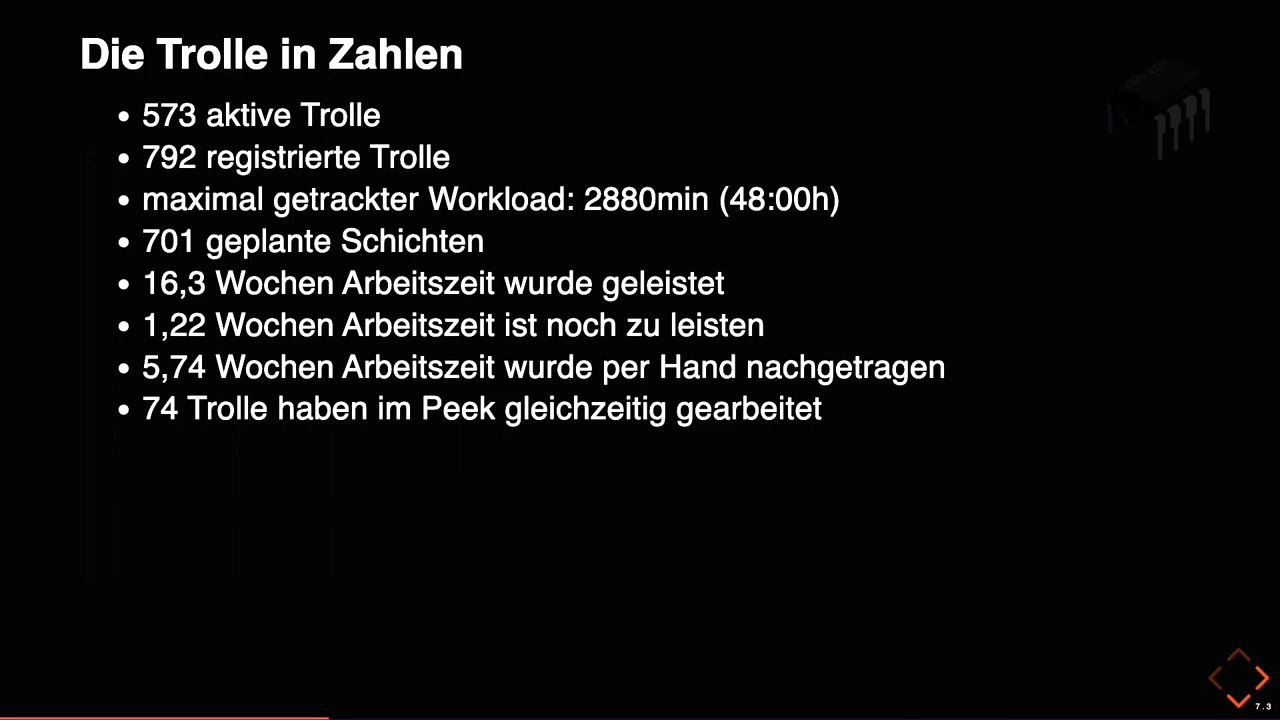 Die Trolle in Zahlen
• 573 aktive Trolle
• 792 registrierte Trolle
• maximal getrackter Workload: 2880min (48:00h)
• 701 geplante Schichten
• 16,3 Wochen Arbeitszeit wurde geleistet
• 1,22 Wochen Arbeitszeit ist noch zu leisten
• 5,74 Wochen Arbeitszeit wurde per Hand nachgetragen
• 74 Trolle haben im Peek gleichzeitig gearbeitet
7.3